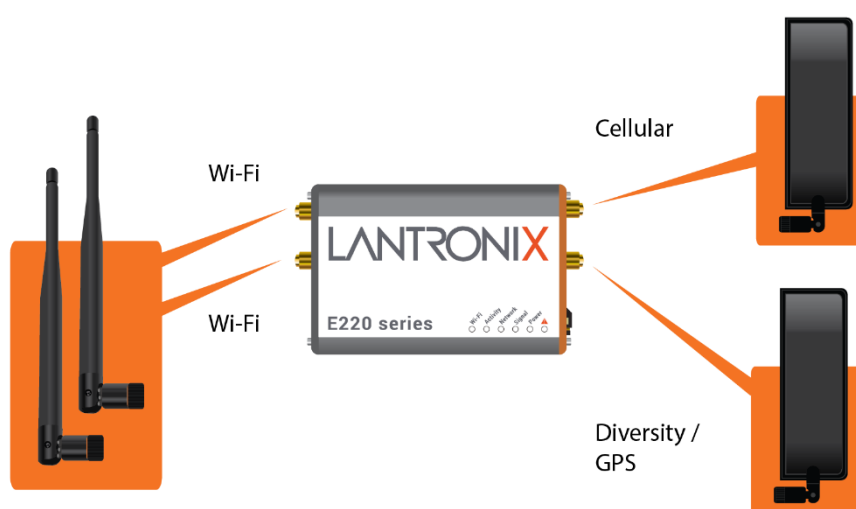 Cellular
Wi-Fi
LANTRONIX
Wi-Fi
E220 series
Wi-Fi
Activity
Network
Signal
Power
Diversity /
GPS